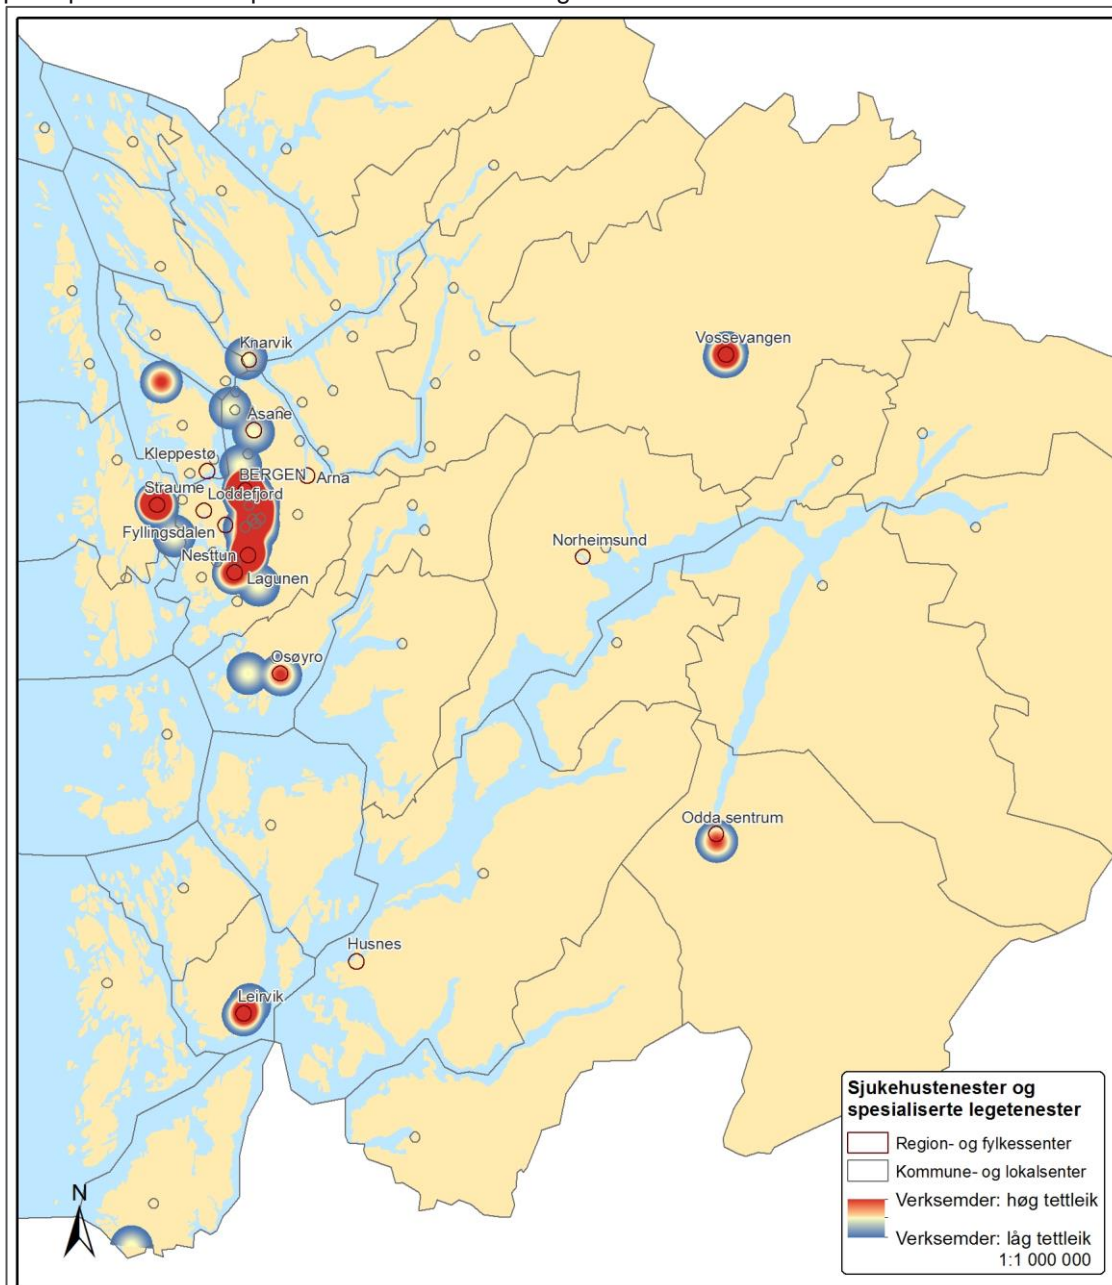 Knarvik
Vossevangen
Åsane
Kleppestø
BERGEN
Arna
Straume
Loddefjord
Fyllingsdalen
Norheimsund
Nesttun
Lagunen
Osøyro
Odda sentrum
Husnes
Leirvik
N
Sjukehustenester og
spesialiserte legetenester
Region- og fylkessenter
Kommune- og lokalsenter
Verksemder: høg tettleik
Verksemder: låg tettleik
1:1 000 000